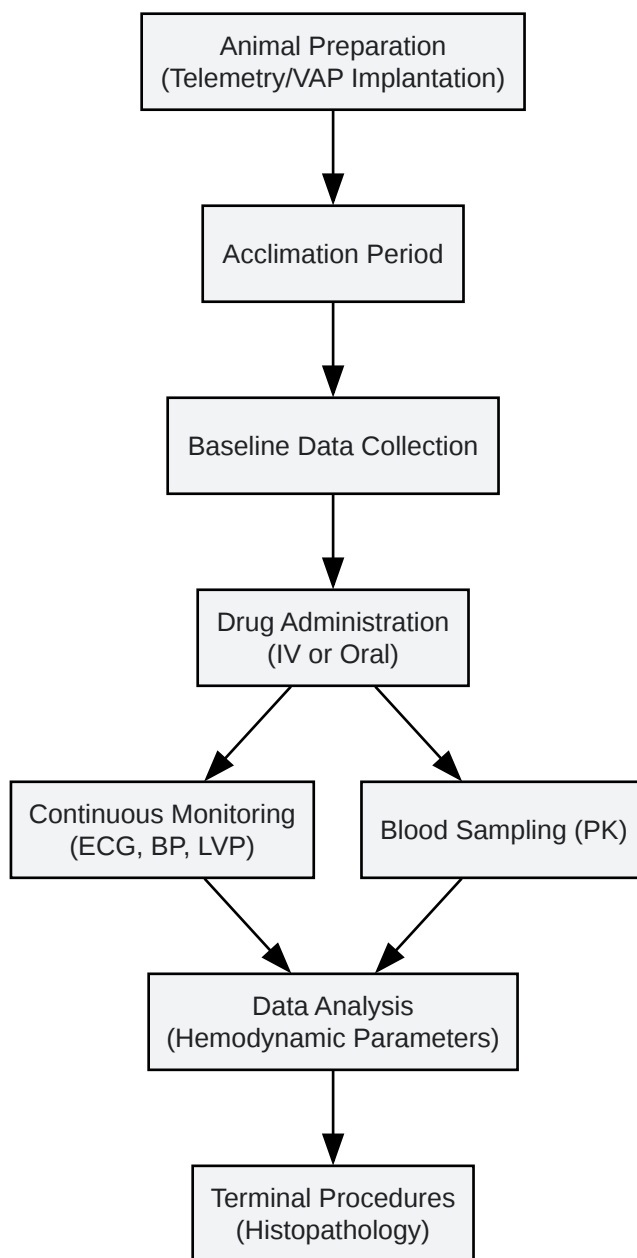 Animal Preparation
(Telemetry/VAP Implantation)
Acclimation Period
Baseline Data Collection
Drug Administration
(IV or Oral)
Continuous Monitoring
(ECG, BP, LVP)
Blood Sampling (PK)
Data Analysis
(Hemodynamic Parameters)
Terminal Procedures
(Histopathology)